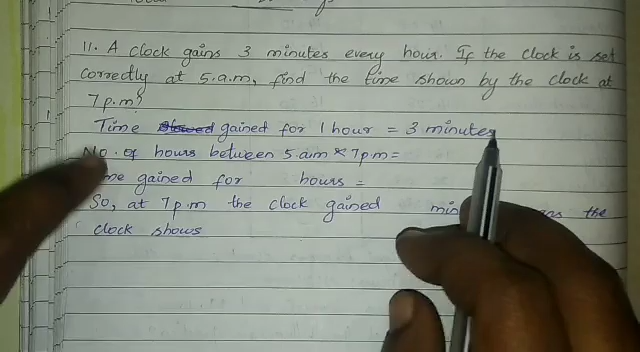 11. A clock gains 3 minutes every hour. If the clock is set
correctly at 5.a.m, find the time shown by the clock at
7p.m?
Time gained for 1 hour = 3 minutes
No. of hours between 5 am & 7pm=
gained for hours =
So, at 7p.m the clock gained the
clock shows